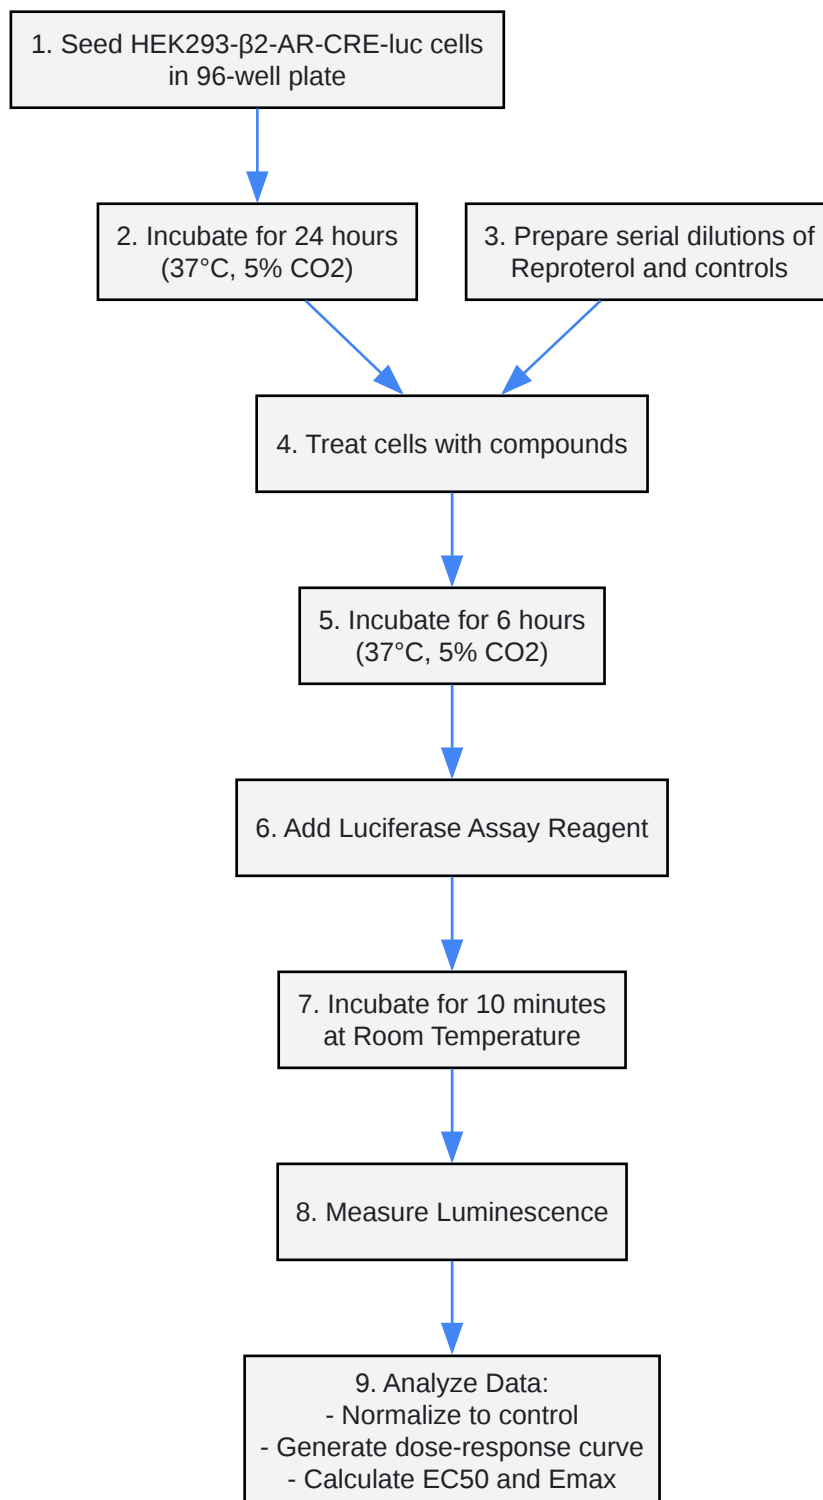 1. Seed HEK293-β2-AR-CRE-luc cells
in 96-well plate
2. Incubate for 24 hours
(37°C, 5% CO2)
3. Prepare serial dilutions of
Reproterol and controls
4. Treat cells with compounds
5. Incubate for 6 hours
(37°C, 5% CO2)
6. Add Luciferase Assay Reagent
7. Incubate for 10 minutes
at Room Temperature
8. Measure Luminescence
9. Analyze Data:
- Normalize to control
- Generate dose-response curve
- Calculate EC50 and Emax